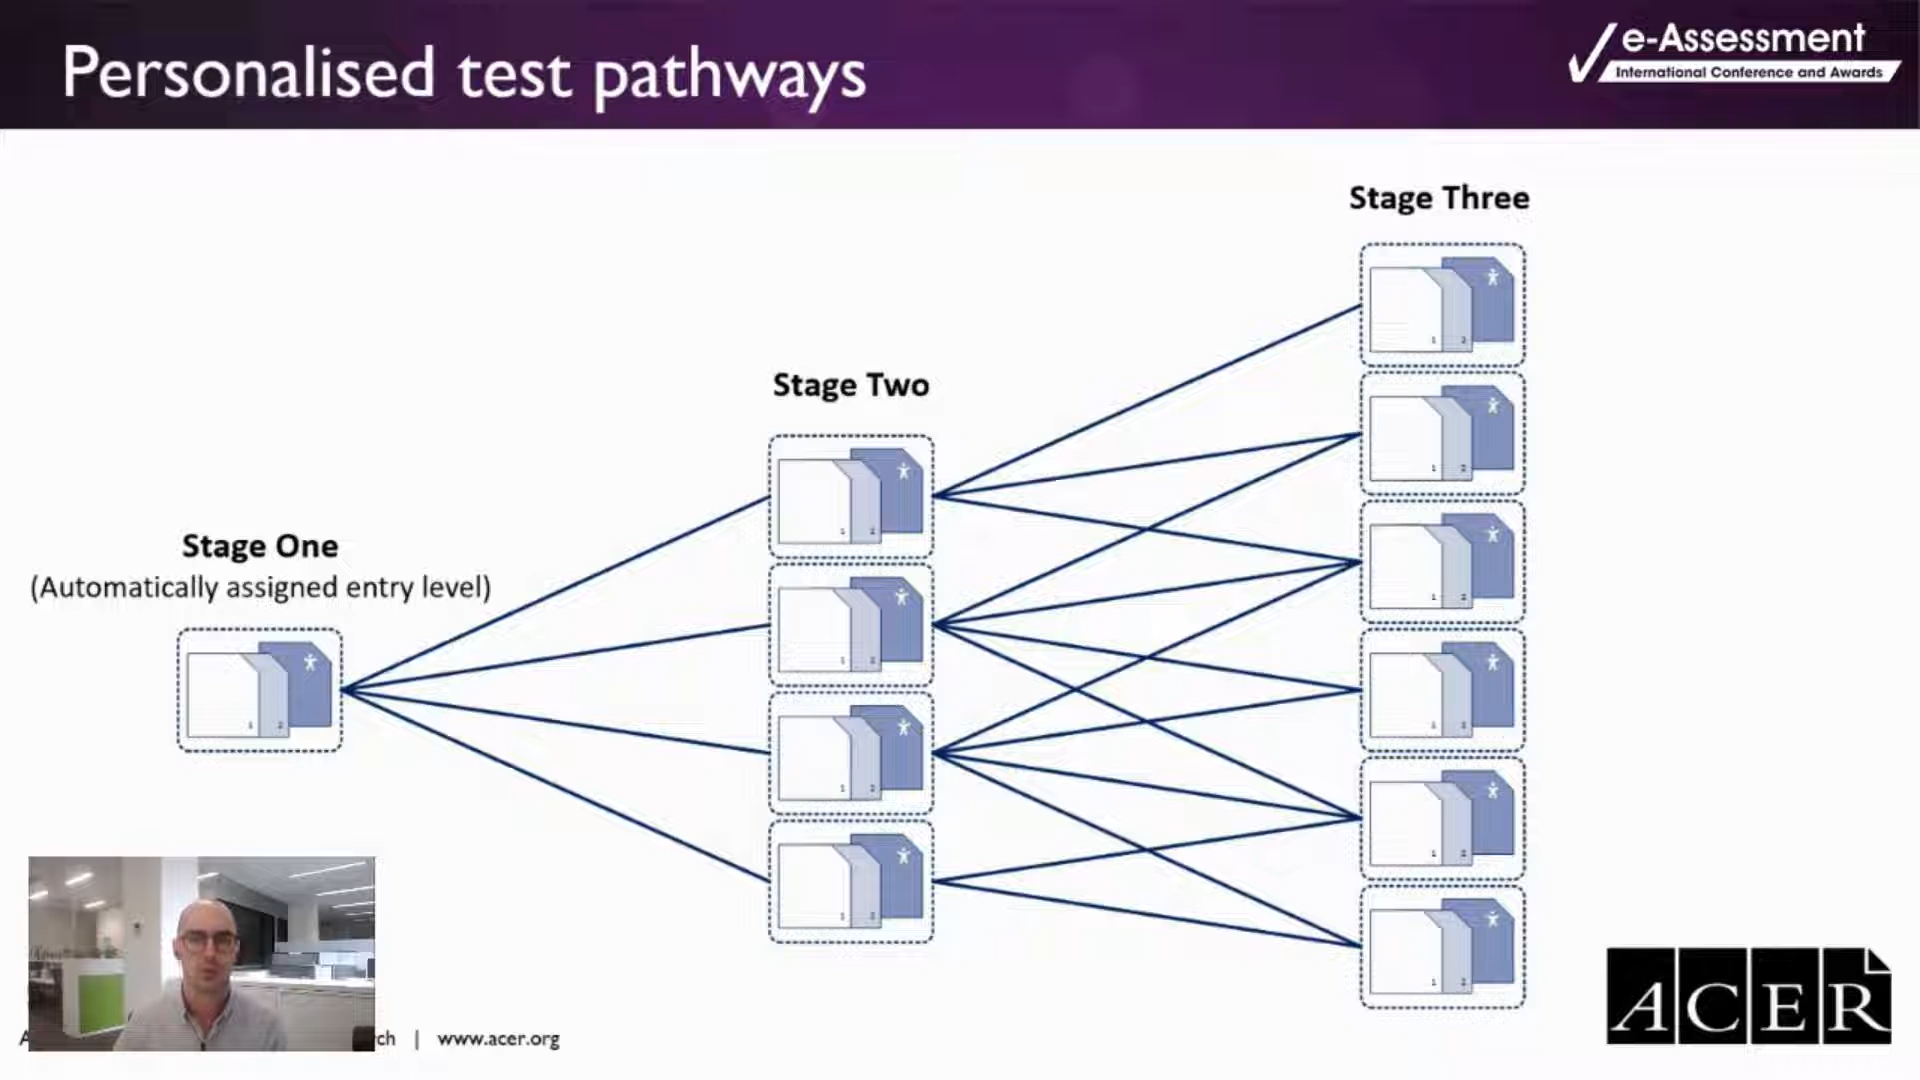 Personalised test pathways
e-Assessment
International Conference and Awards
Stage Three
Stage Two
Stage One
(Automatically assigned entry level)
| www.acer.org
ACER